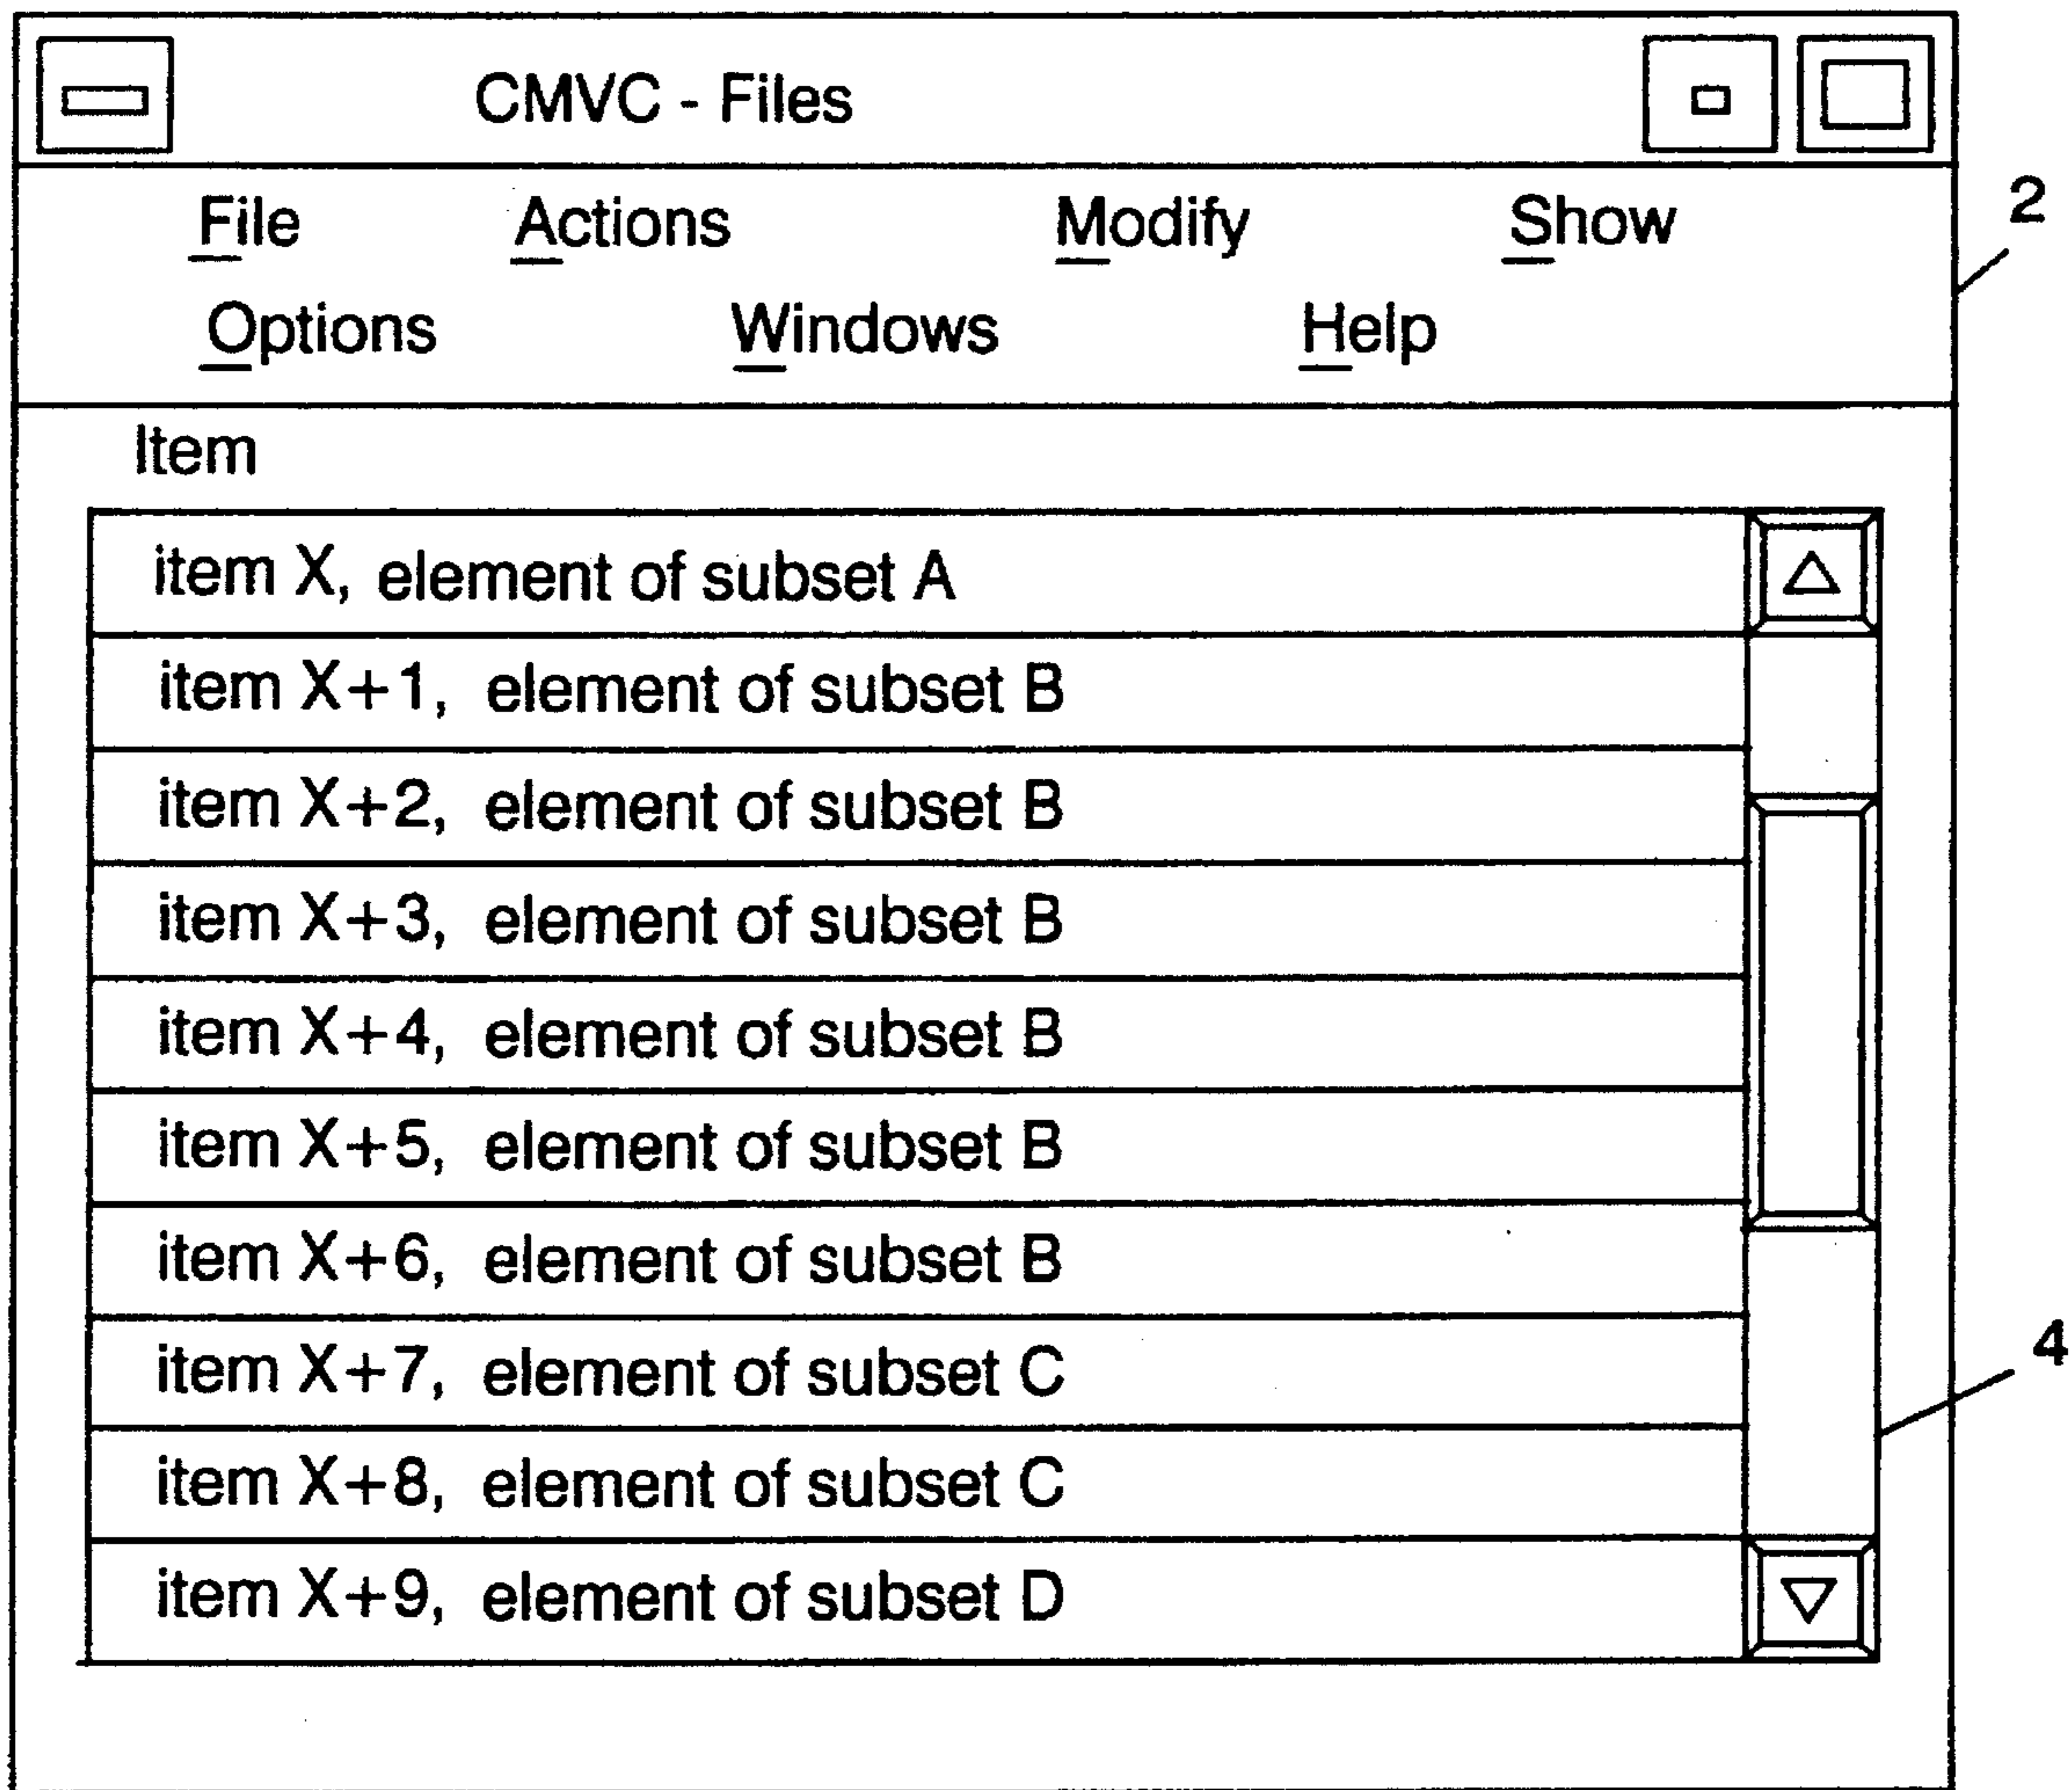 CMVC - Files
File Actions Modify Show
2
Options Windows Help
Item
item X, element of subset A
item X+1, element of subset B
item X+2, element of subset B
item X+3, element of subset B
item X+4, element of subset B
item X+5, element of subset B
item X+6, element of subset B
item X+7, element of subset C
4
item X+8, element of subset C
item X+9, element of subset D